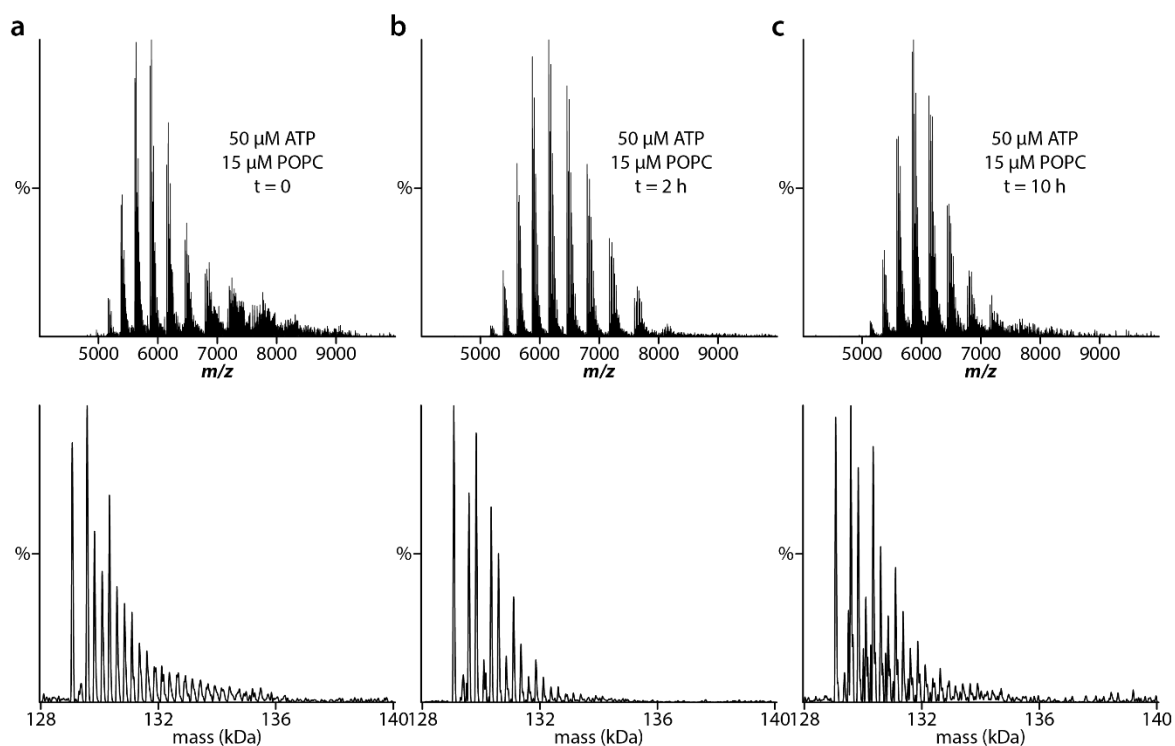 a
b
c
50 µM ATP
15 µM POPC
t = 0
50 µM ATP
15 µM POPC
t = 2 h
50 µM ATP
15 µM POPC
t = 10 h
%
%
%
5000 6000 7000 8000 9000
m/z
5000 6000 7000 8000 9000
m/z
5000 6000 7000 8000 9000
m/z
%
%
%
128 132 136 140
mass (kDa)
128 132 136 140
mass (kDa)
128 132 136 140
mass (kDa)